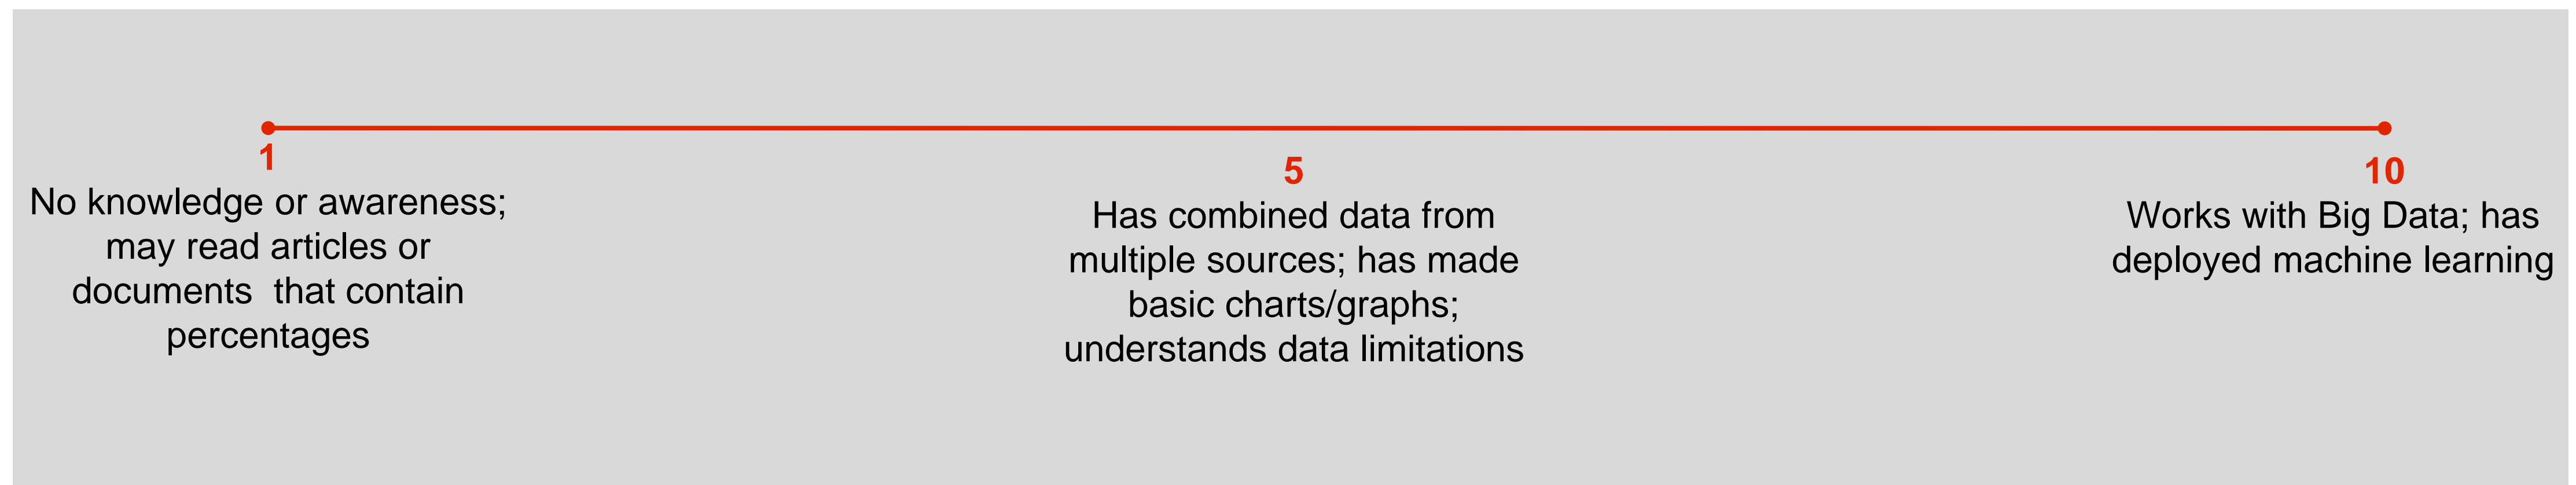 1
No knowledge or awareness;
may read articles or
documents  that contain
percentages
5
Has combined data from
multiple sources; has made
basic charts/graphs;
understands data limitations
10
Works with Big Data; has
deployed machine learning